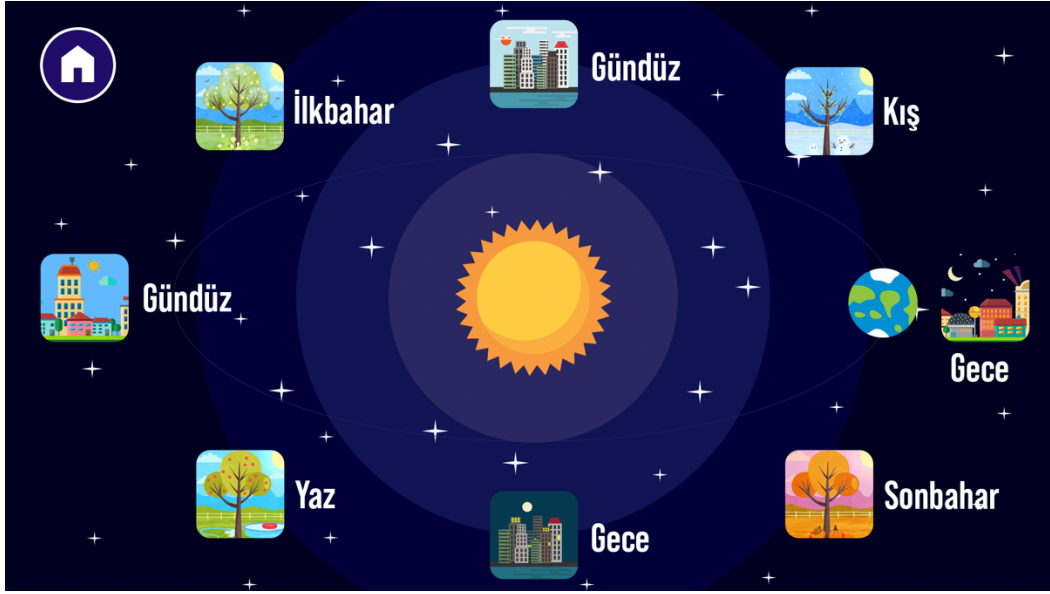 Gündüz
İlkbahar
Kış
Gündüz
Gece
Yaz
Sonbahar
Gece